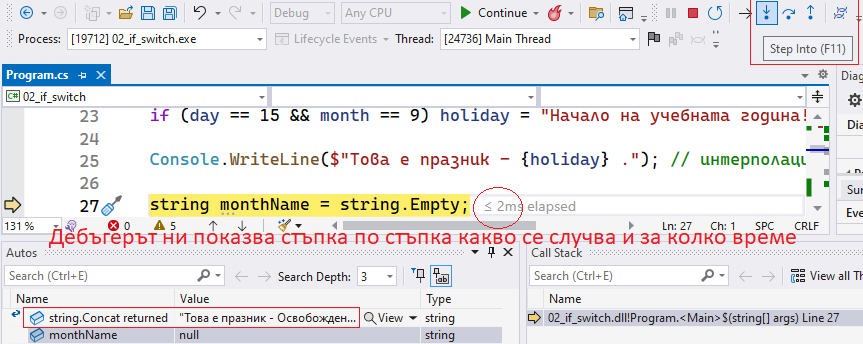 Debug Any CPU Continue
Process: [19712] 02_if_switch.exe Lifecycle Events Thread: [24736] Main Thread
Step Into (F11)
Program.cs
C# 02_if_switch
23 if (day == 15 && month == 9) holiday = "Начало на учебната година!
24
25 Console.WriteLine($"Това е празник - {holiday} ."); // интерполаци
26
27 string monthName = string.Empty; ≤ 2ms elapsed
131 % 0 5 Ln: 27 Ch: 1 SPC CRLF
Дебъгерът ни показва стъпка по стъпка какво се случва и за колко време
Autos
Search (Ctrl+E) Search Depth: 3
Name Value Type
string.Concat returned "Това е празник - Освобожден... View string
monthName null string
Call Stack
Search (Ctrl+E) View all Th
Name
02_if_switch.dll!Program.<Main>$(string[] args) Line 27
Diag
Dia
Sur
Eve